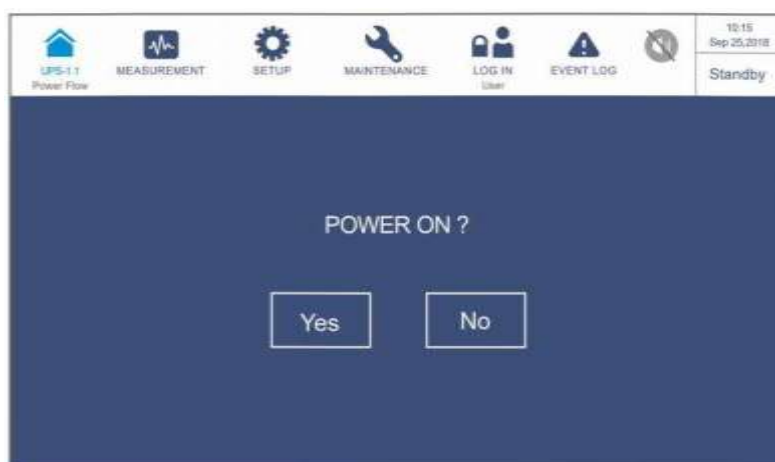 10:15
Sep 25,2018
UPS-1.1
Power Flow
MEASUREMENT
SETUP
MAINTENANCE
LOG IN
User
EVENT LOG
Standby
POWER ON ?
Yes
No